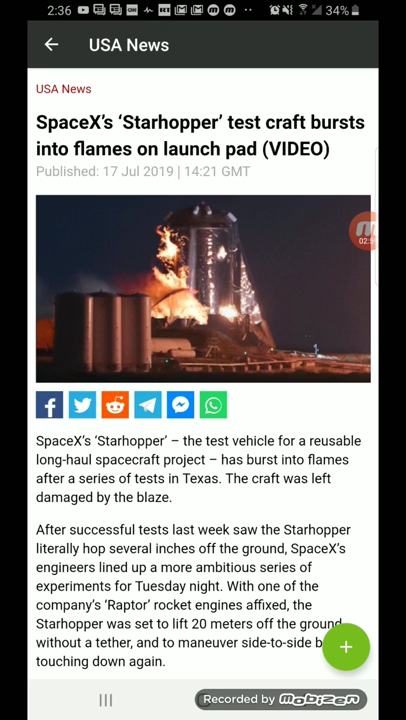 2:36
34%
USA News
USA News
SpaceX's ‘Starhopper’ test craft bursts
into flames on launch pad (VIDEO)
Published: 17 Jul 2019 | 14:21 GMT
SpaceX's ‘Starhopper’ – the test vehicle for a reusable
long-haul spacecraft project – has burst into flames
after a series of tests in Texas. The craft was left
damaged by the blaze.
After successful tests last week saw the Starhopper
literally hop several inches off the ground, SpaceX's
engineers lined up a more ambitious series of
experiments for Tuesday night. With one of the
company's ‘Raptor’ rocket engines affixed, the
Starhopper was set to lift 20 meters off the ground
without a tether, and to maneuver side-to-side
touching down again.
Recorded by Mobizen